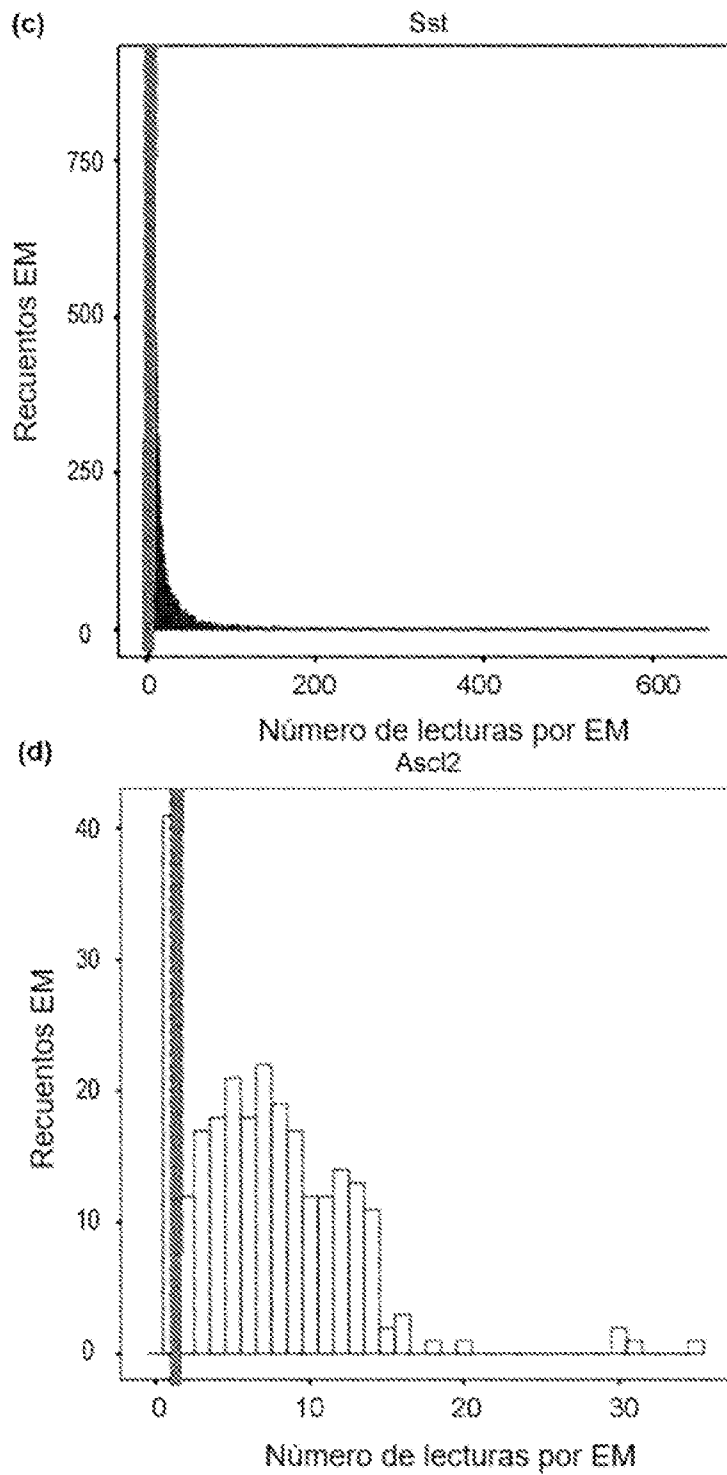 (c)
Sst
750
500
250
0
Recuentos EM
0 200 400 600
Número de lecturas por EM
(d)
Ascl2
40
30
20
10
0
Recuentos EM
0 10 20 30
Número de lecturas por EM